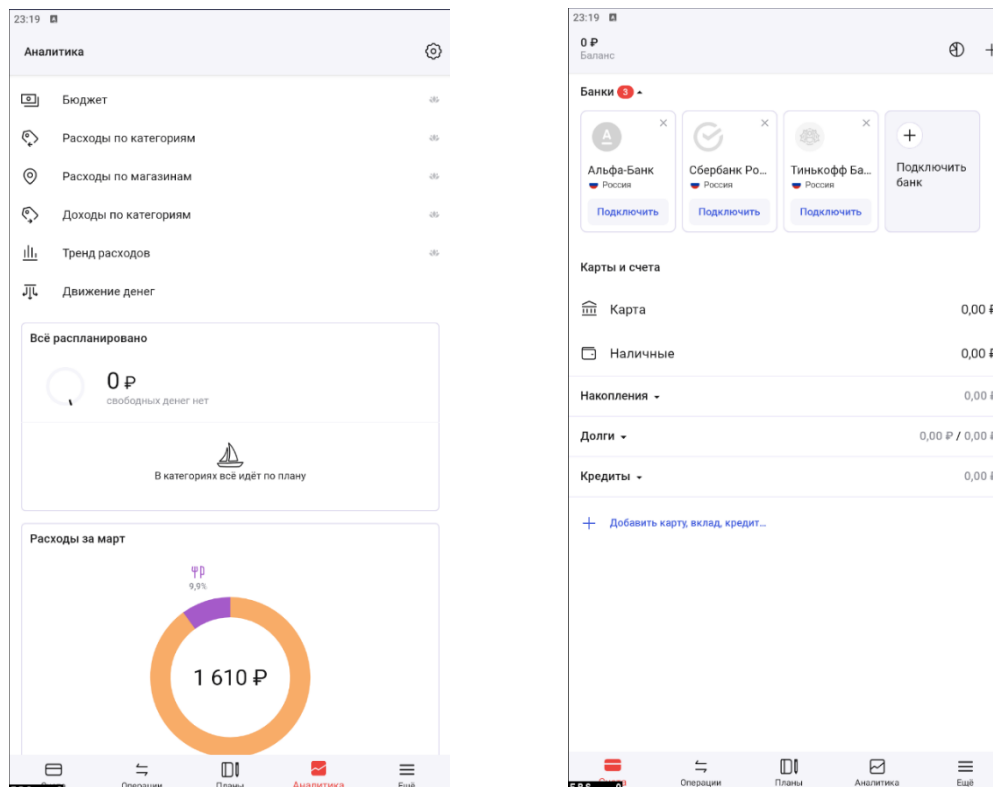 23:19
Аналитика
Бюджет
Расходы по категориям
Расходы по магазинам
Доходы по категориям
Тренд расходов
Движение денег
Всё распланировано
0 ₽
свободных денег нет
В категориях всё идёт по плану
Расходы за март
9,9%
1 610 ₽
Операции
Планы
Аналитика
Ещё
23:19
0 ₽
Баланс
Банки 3
Альфа-Банк
Россия
Подключить
Сбербанк Ро...
Россия
Подключить
Тинькофф Ба...
Россия
Подключить
Подключить
банк
Карты и счета
Карта 0,00 ₽
Наличные 0,00 ₽
Накопления 0,00 ₽
Долги 0,00 ₽ / 0,00 ₽
Кредиты 0,00 ₽
Добавить карту, вклад, кредит...
Операции
Планы
Аналитика
Ещё